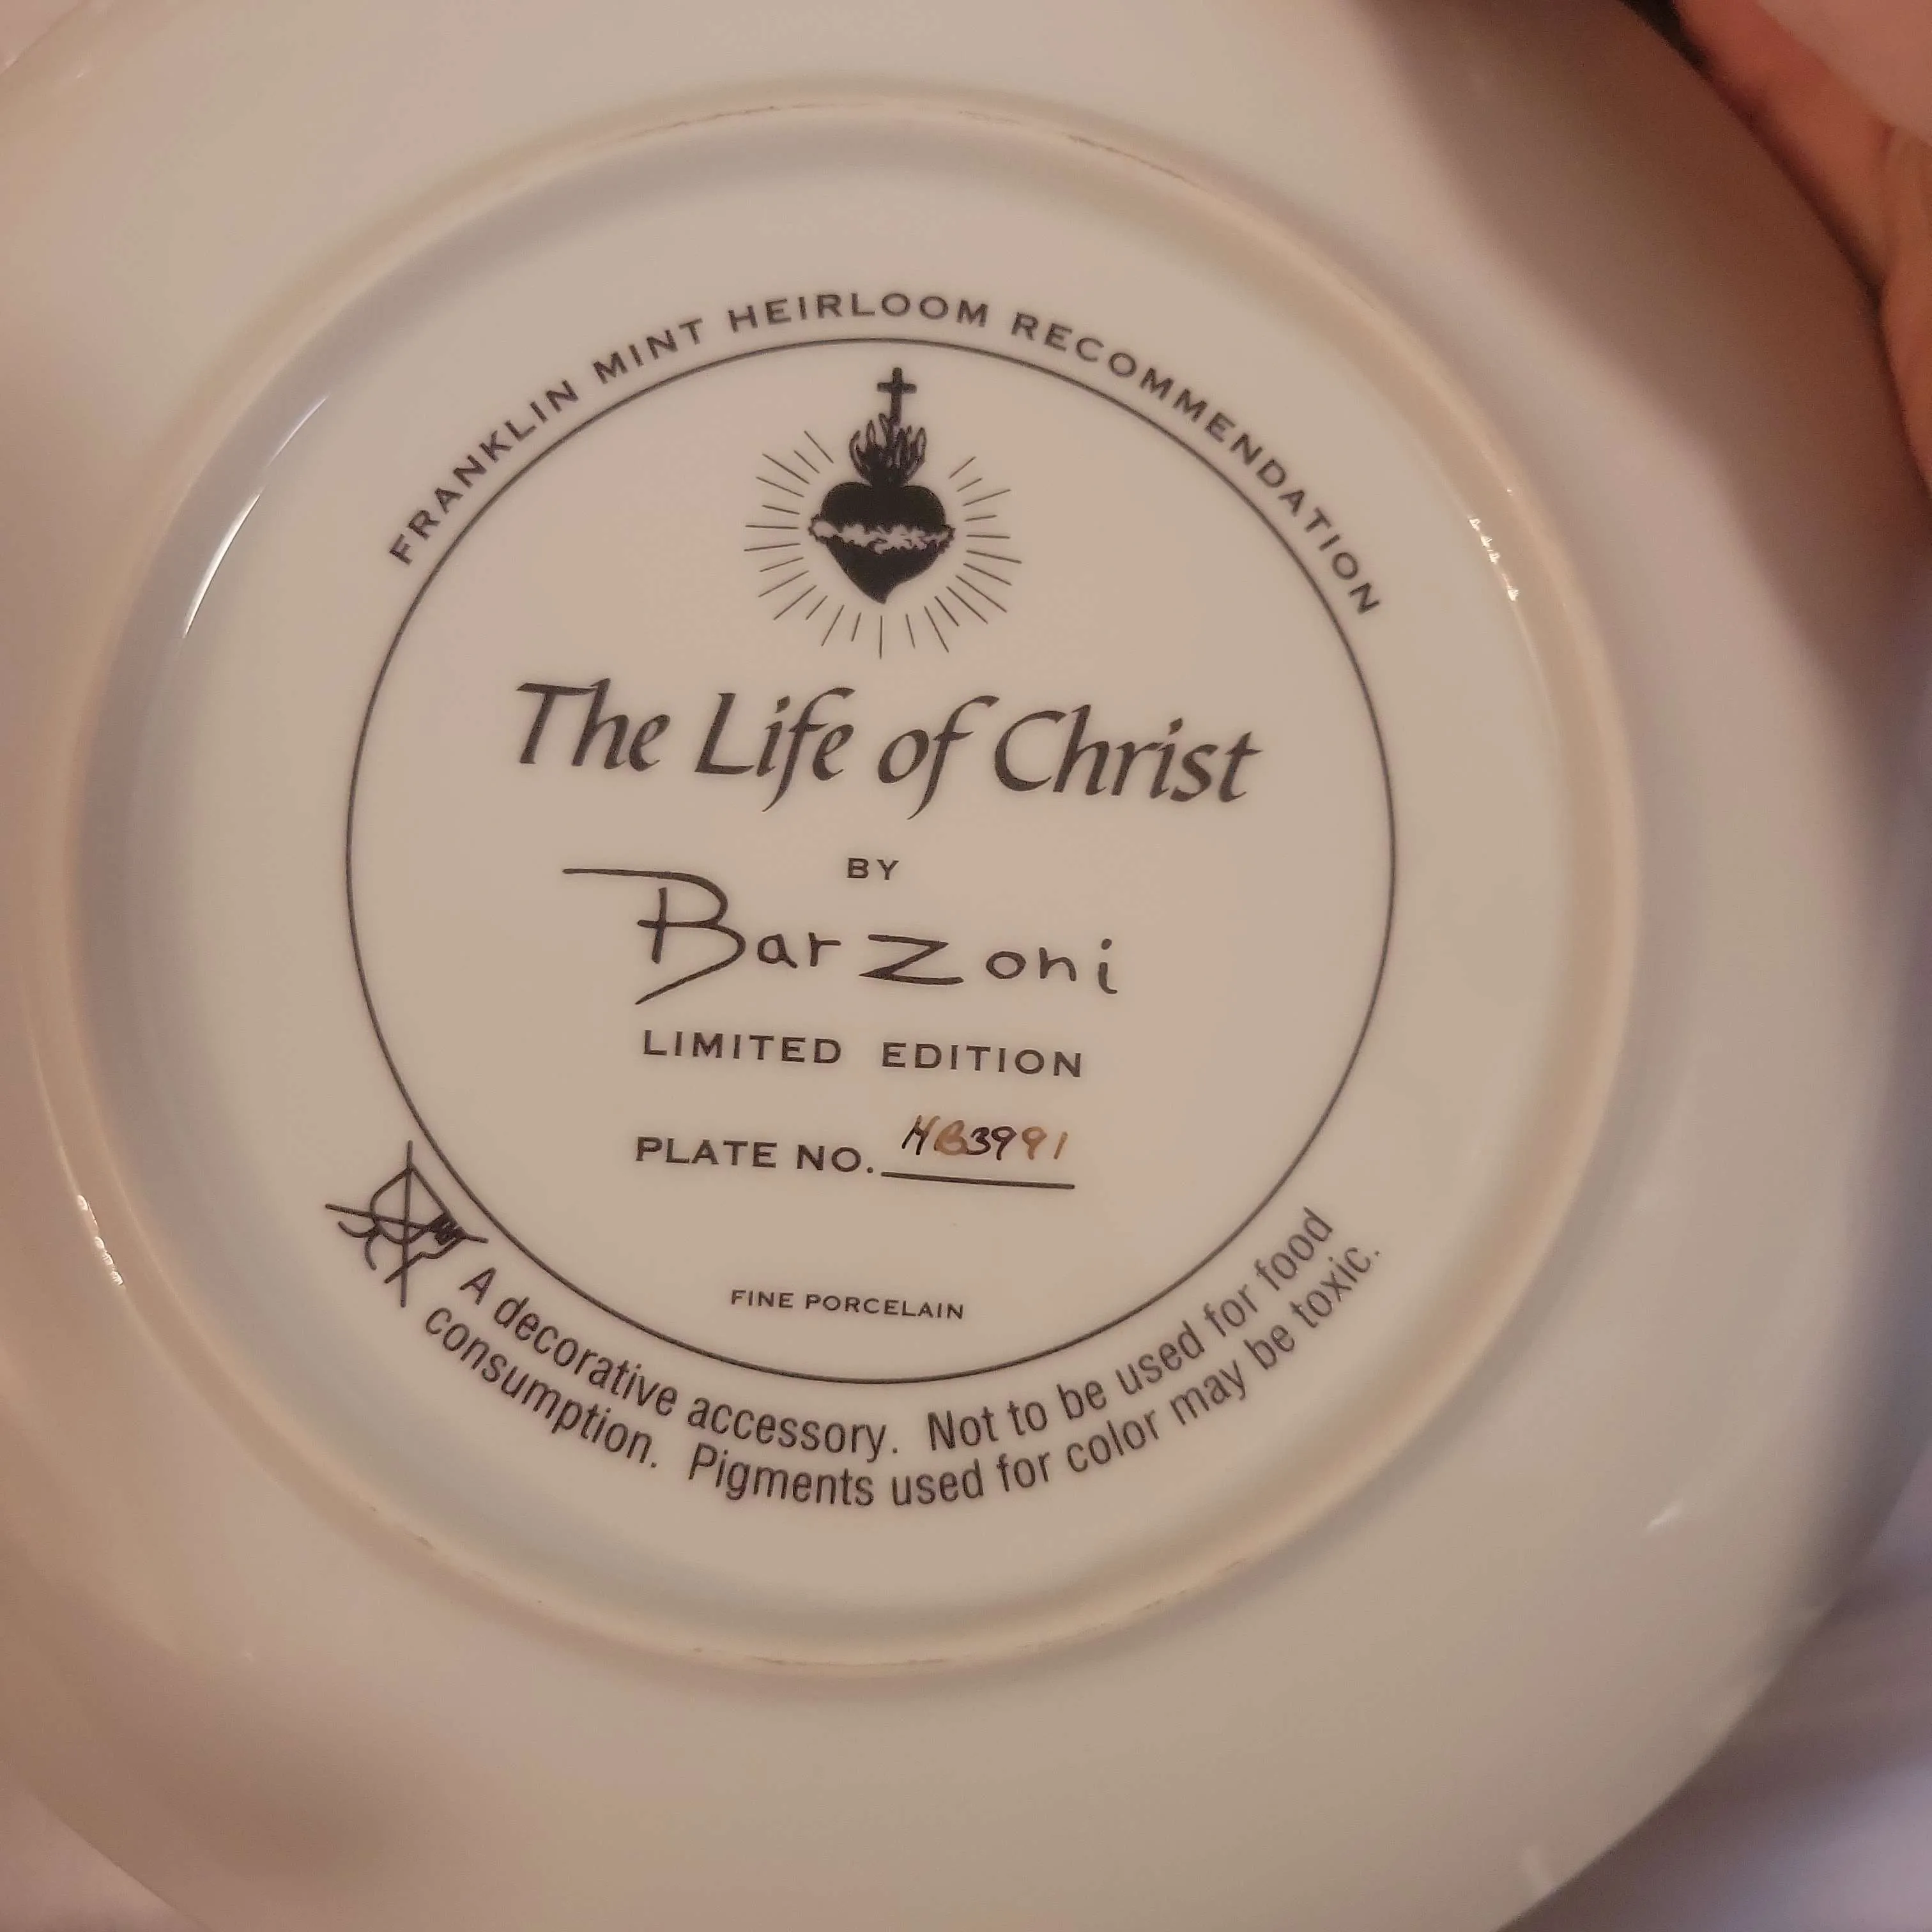 FRANKLIN MINT HEIRLOOM RECOMMENDATION
The Life of Christ
BY
Barzoni
LIMITED EDITION
PLATE NO. HB3991
FINE PORCELAIN
A decorative accessory. Not to be used for food
consumption. Pigments used for color may be toxic.